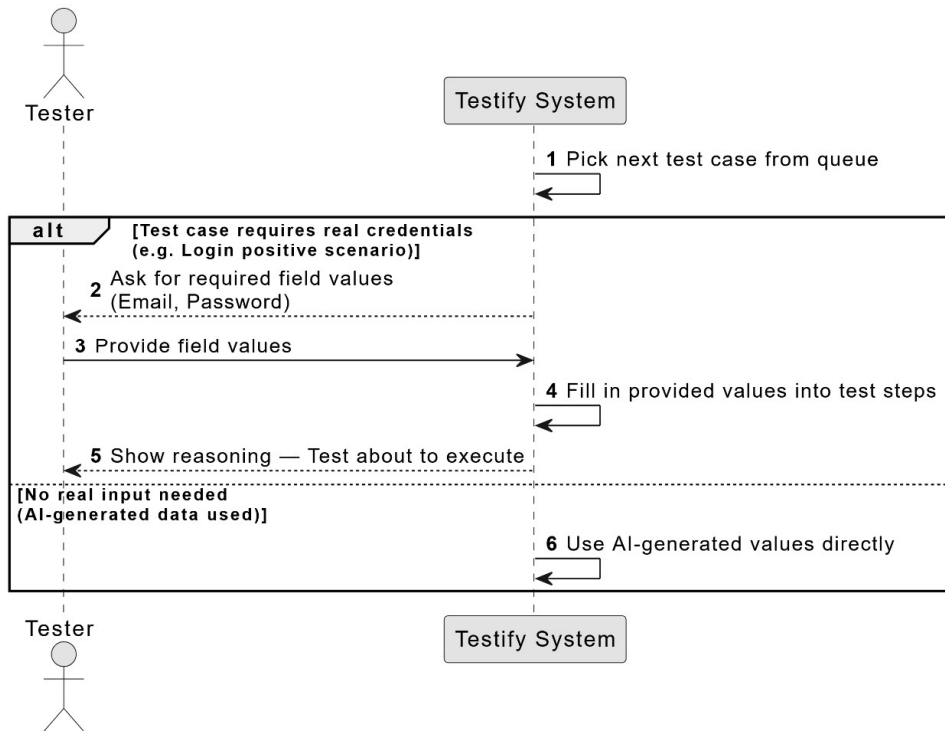 Tester
Testify System
1 Pick next test case from queue
alt
[Test case requires real credentials
(e.g. Login positive scenario)]
2 Ask for required field values
(Email, Password)
3 Provide field values
4 Fill in provided values into test steps
5 Show reasoning — Test about to execute
[No real input needed
(AI-generated data used)]
6 Use AI-generated values directly
Tester
Testify System